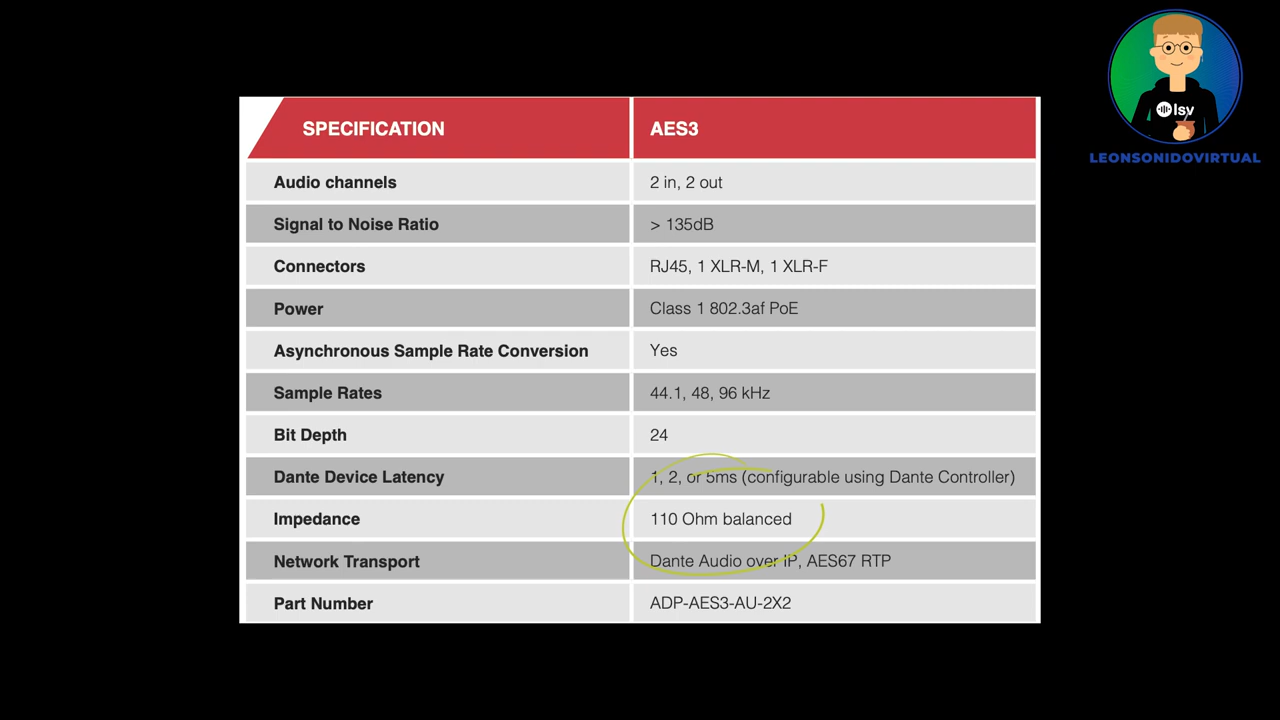 lsv
LEONSONIDOVIRTUAL
SPECIFICATION AES3
Audio channels 2 in, 2 out
Signal to Noise Ratio > 135dB
Connectors RJ45, 1 XLR-M, 1 XLR-F
Power Class 1 802.3af PoE
Asynchronous Sample Rate Conversion Yes
Sample Rates 44.1, 48, 96 kHz
Bit Depth 24
Dante Device Latency 1, 2, or 5ms (configurable using Dante Controller)
Impedance 110 Ohm balanced
Network Transport Dante Audio over IP, AES67 RTP
Part Number ADP-AES3-AU-2X2